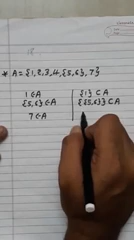 * A = {1,2,3,4,{5,6},7}
1 ∈ A
{1} ⊂ A
{5,6} ∈ A
{{5,6}} ⊂ A
7 ∈ A